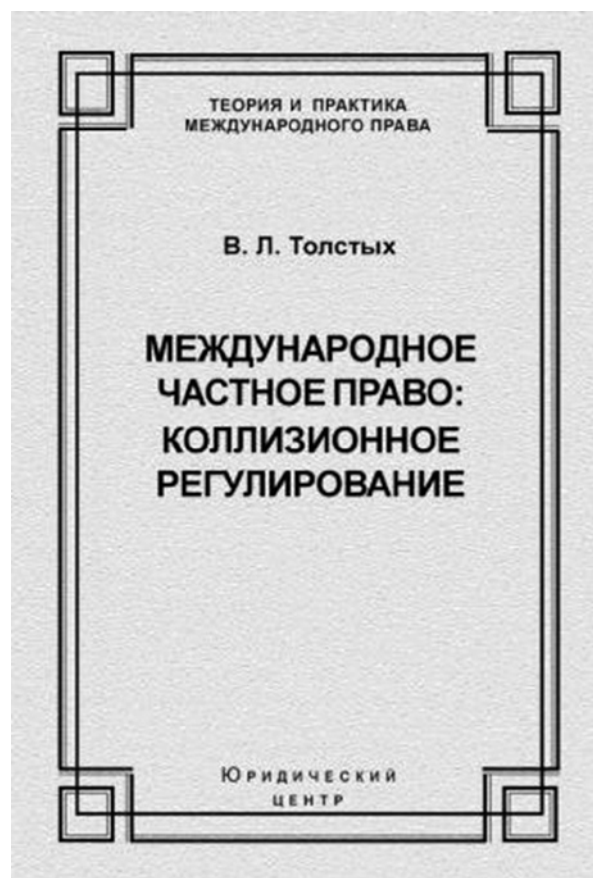 ТЕОРИЯ И ПРАКТИКА
МЕЖДУНАРОДНОГО ПРАВА
В. Л. Толстых
МЕЖДУНАРОДНОЕ
ЧАСТНОЕ ПРАВО:
КОЛЛИЗИОННОЕ
РЕГУЛИРОВАНИЕ
ЮРИДИЧЕСКИЙ
ЦЕНТР